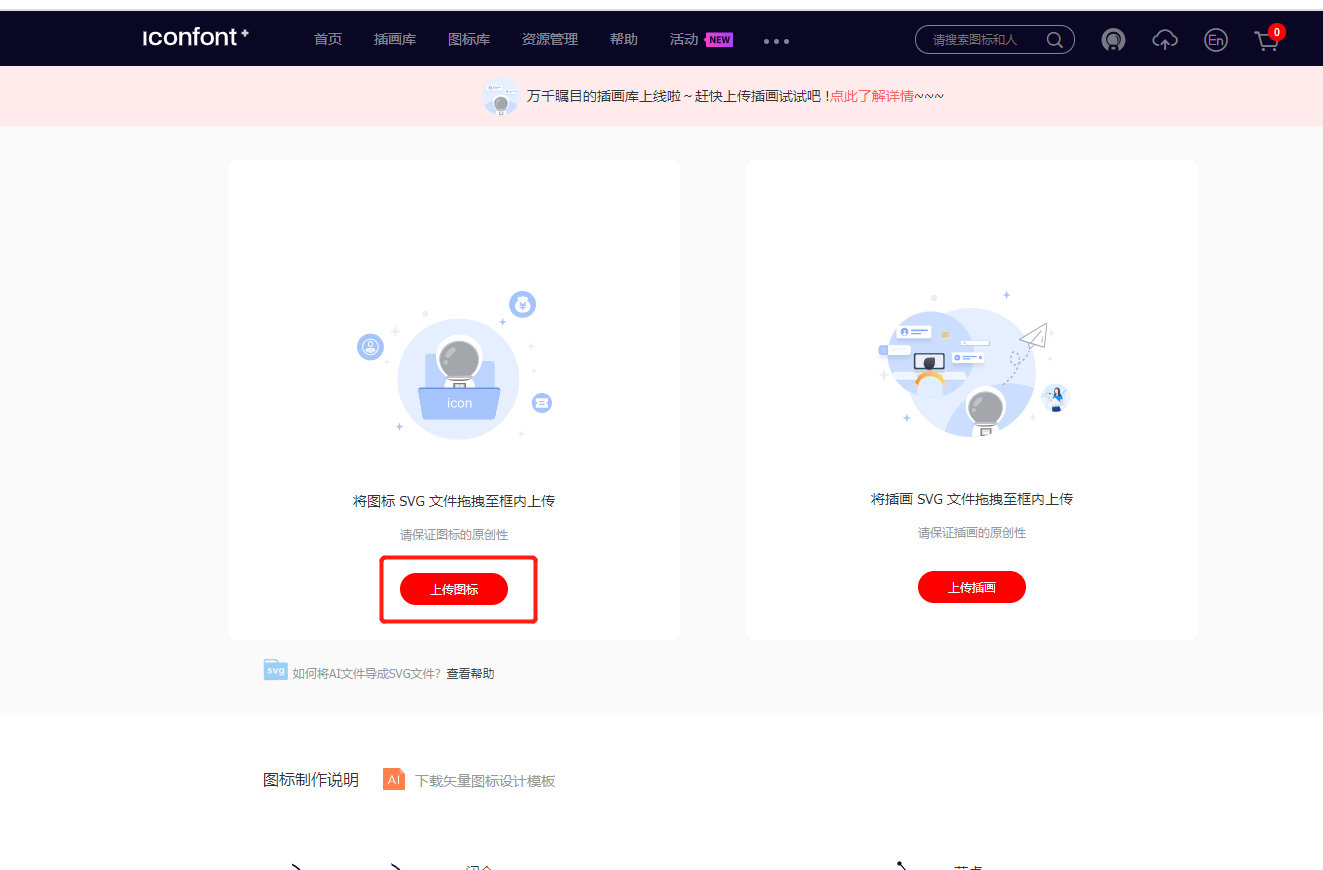 iconfont+
首页 插画库 图标库 资源管理 帮助 活动 NEW
请搜索图标和人
En
0
万千瞩目的插画库上线啦 ~ 赶快上传插画试试吧 !点此了解详情~~~
icon
将图标 SVG 文件拖拽至框内上传
请保证图标的原创性
上传图标
将插画 SVG 文件拖拽至框内上传
请保证插画的原创性
上传插画
svg 如何将AI文件导成SVG文件? 查看帮助
图标制作说明 AI 下载矢量图标设计模板